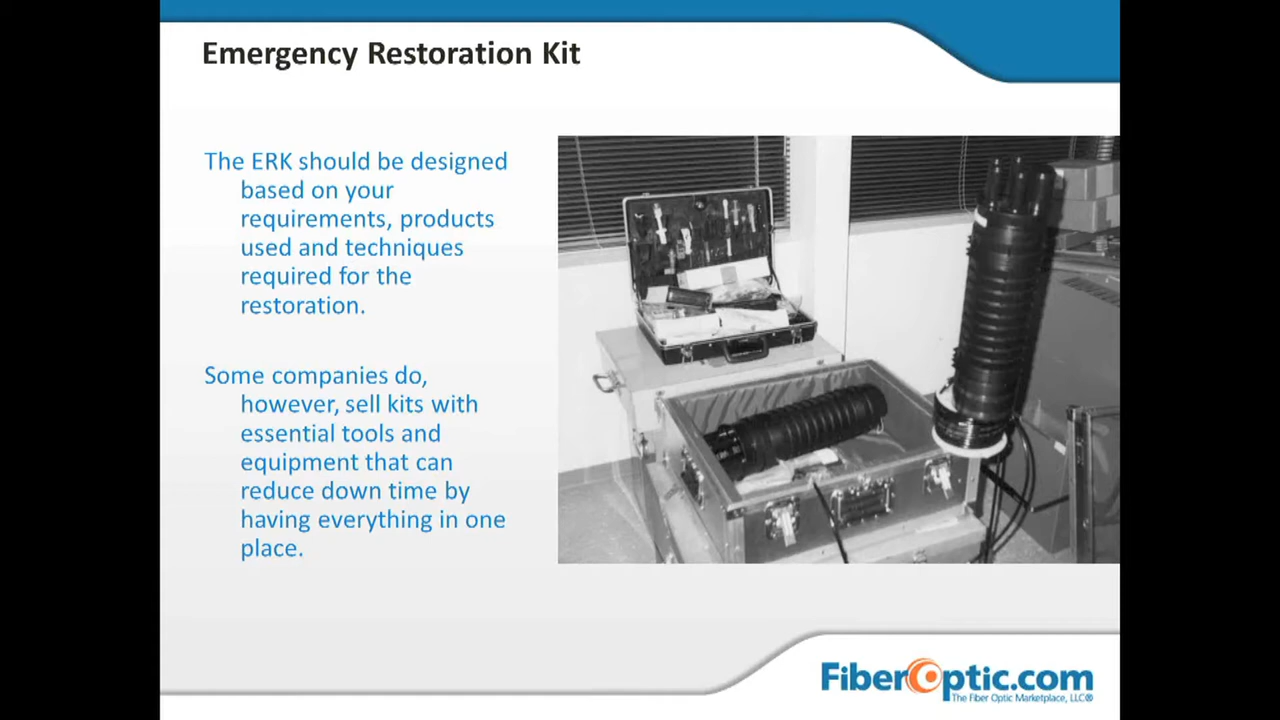 Emergency Restoration Kit
The ERK should be designed
based on your
requirements, products
used and techniques
required for the
restoration.
Some companies do,
however, sell kits with
essential tools and
equipment that can
reduce down time by
having everything in one
place.
FiberOptic.com
The Fiber Optic Marketplace, LLC®